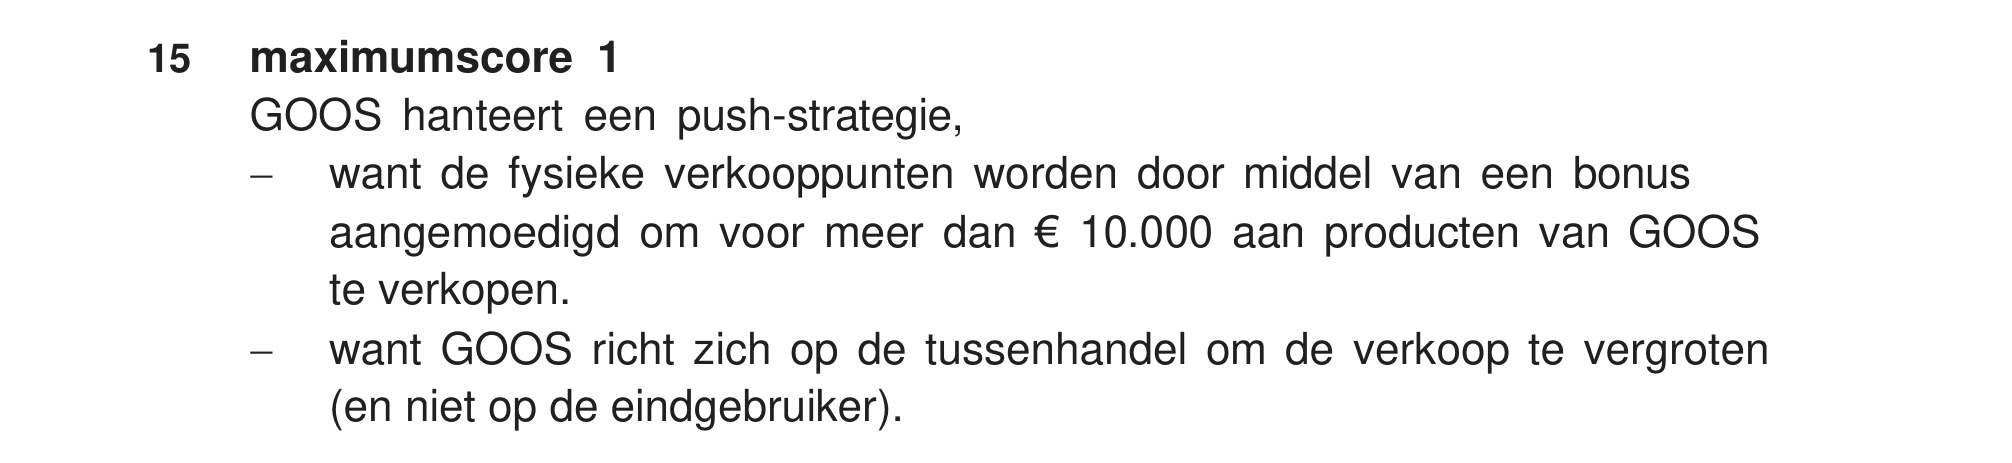 15 maximumscore 1
GOOS hanteert een push-strategie,
– want de fysieke verkooppunten worden door middel van een bonus
aangemoedigd om voor meer dan € 10.000 aan producten van GOOS
te verkopen.
– want GOOS richt zich op de tussenhandel om de verkoop te vergroten
(en niet op de eindgebruiker).